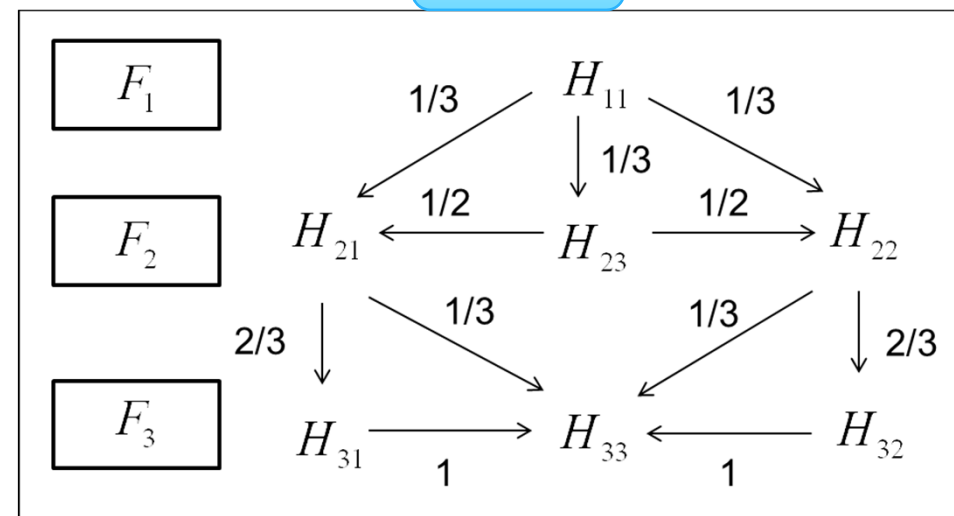 F₁
H₁₁
1/3
1/3
1/3
F₂
H₂₁
1/2
H₂₃
1/2
H₂₂
2/3
1/3
1/3
2/3
F₃
H₃₁
1
H₃₃
1
H₃₂